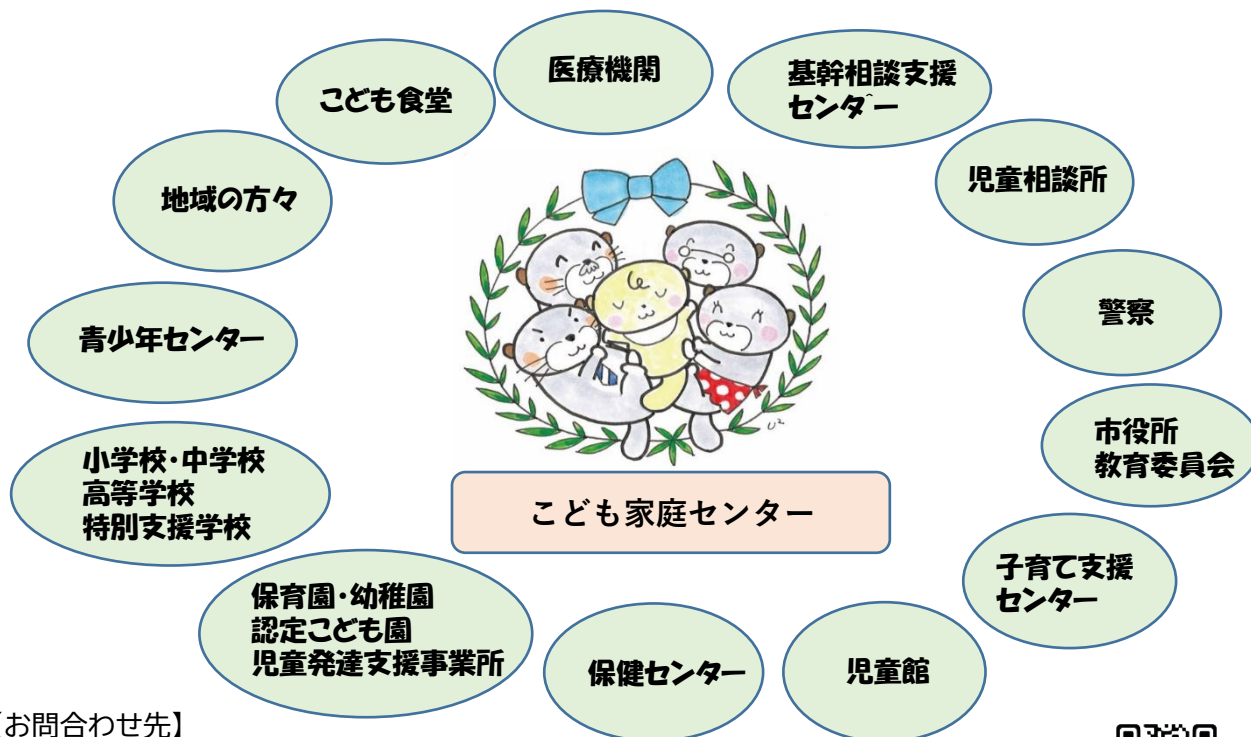 医療機関
基幹相談支援
センター
こども食堂
児童相談所
地域の方々
警察
青少年センター
市役所
教育委員会
小学校・中学校
高等学校
特別支援学校
こども家庭センター
子育て支援
センター
保育園・幼稚園
認定こども園
児童発達支援事業所
保健センター
児童館
【お問合わせ先】